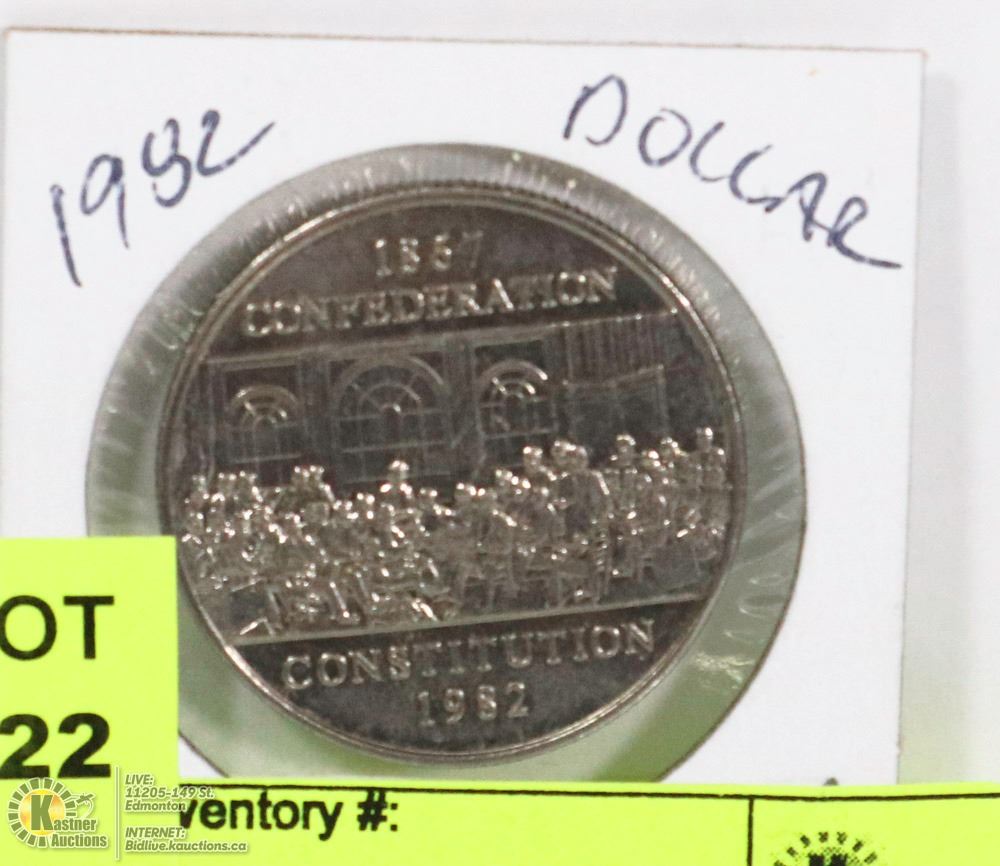 1982 DOLLAR
1867
CONFEDERATION
CONSTITUTION
1982
OT
22
ventory #:
Kastner
Auctions
LIVE:
11205-149 St.
Edmonton
INTERNET:
Bidlive.kauctions.ca